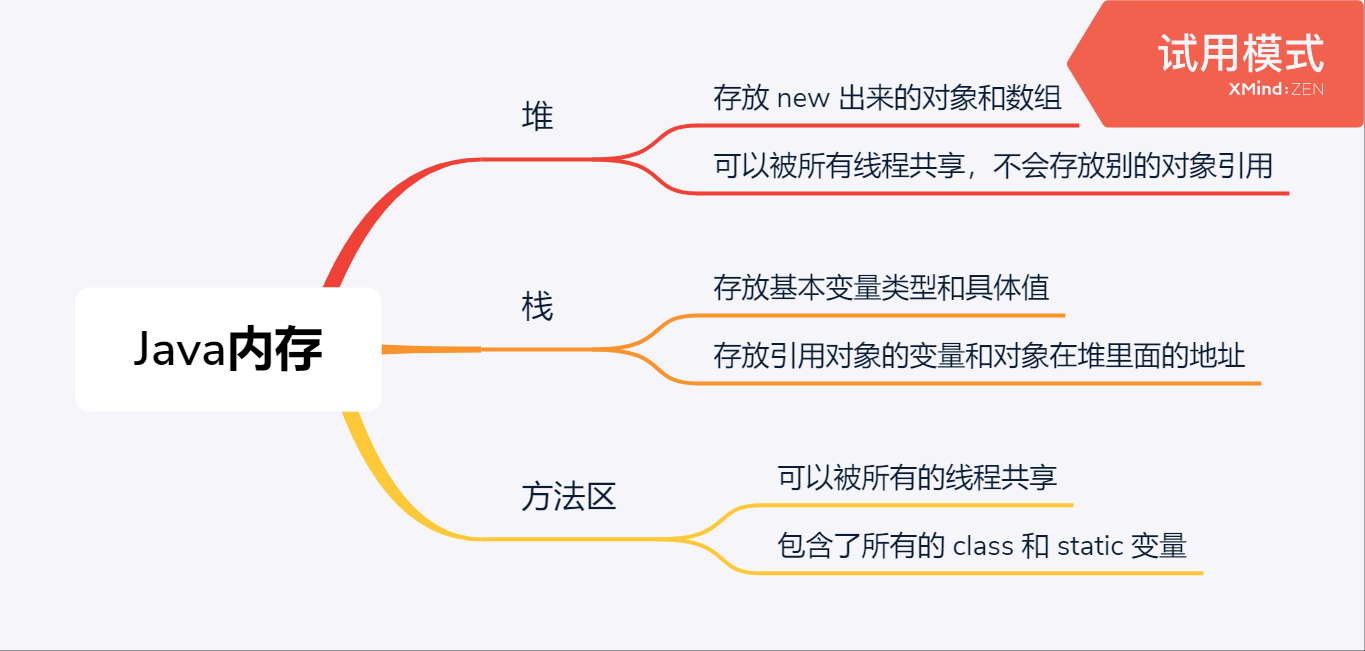 试用模式
XMind:ZEN
堆
存放 new 出来的对象和数组
可以被所有线程共享，不会存放别的对象引用
Java内存
栈
存放基本变量类型和具体值
存放引用对象的变量和对象在堆里面的地址
方法区
可以被所有的线程共享
包含了所有的 class 和 static 变量